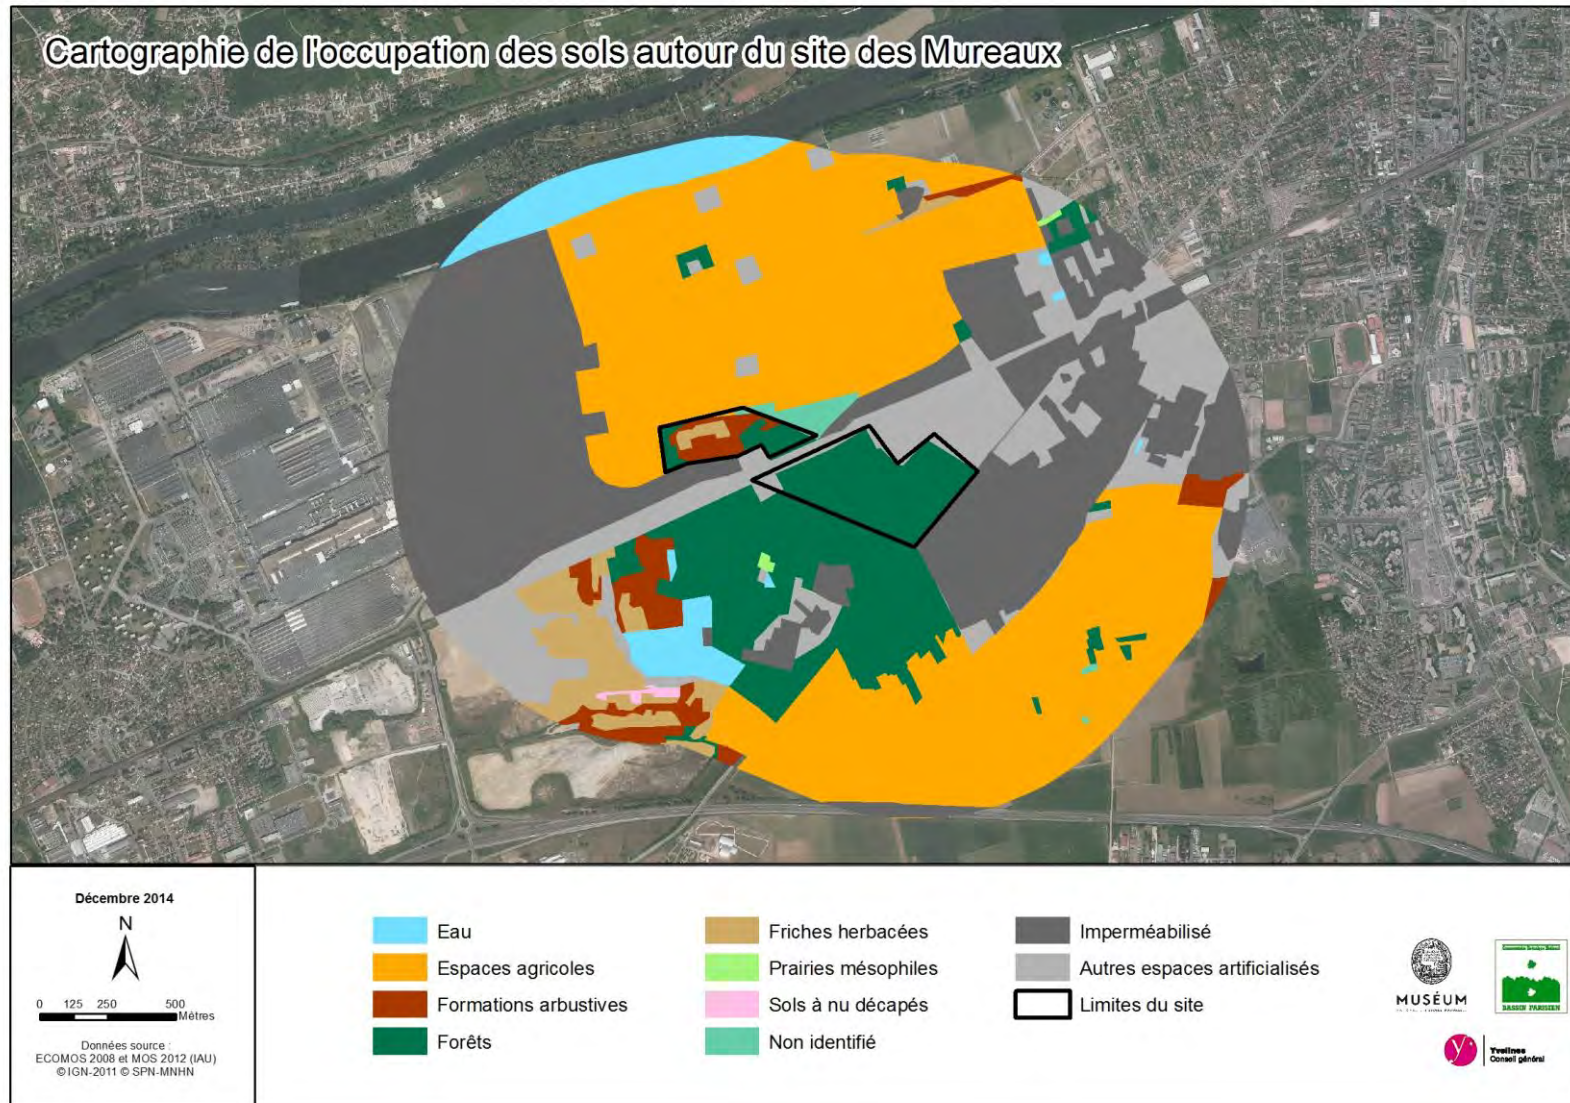 Cartographie de l'occupation des sols autour du site des Mureaux
Décembre 2014
N
0 125 250 500
Mètres
Données source :
ECOMOS 2008 et MOS 2012 (IAU)
© IGN-2011 © SPN-MNHN
Eau
Espaces agricoles
Formations arbustives
Forêts
Friches herbacées
Prairies mésophiles
Sols à nu décapés
Non identifié
Imperméabilisé
Autres espaces artificialisés
Limites du site
MUSÉUM
BASSIN PARISIEN
Yvelines
Conseil général